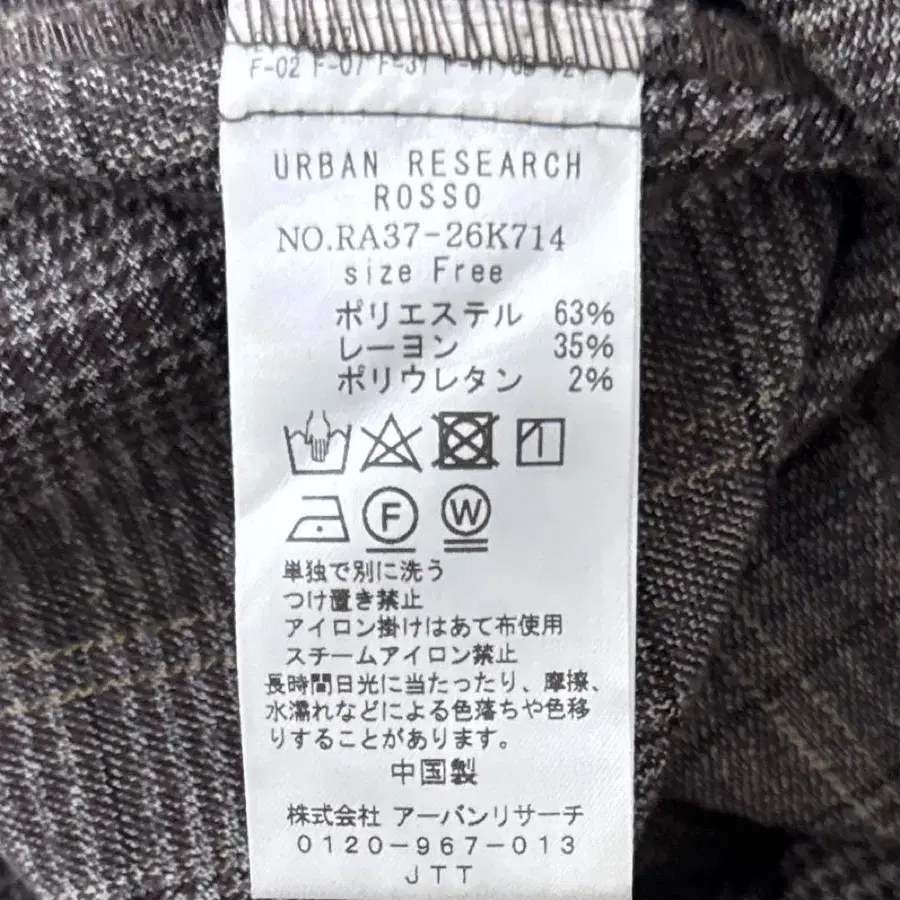 F-02 F-07 F-31
URBAN RESEARCH
ROSSO
NO.RA37-26K714
size Free
ポリエステル 63%
レーヨン 35%
ポリウレタン 2%
F W
単独で別に洗う
つけ置き禁止
アイロン掛けはあて布使用
スチームアイロン禁止
長時間日光に当たったり、摩擦、
水濡れなどによる色落ちや色移
りすることがあります。
中国製
株式会社 アーバンリサーチ
0120-967-013
JTT